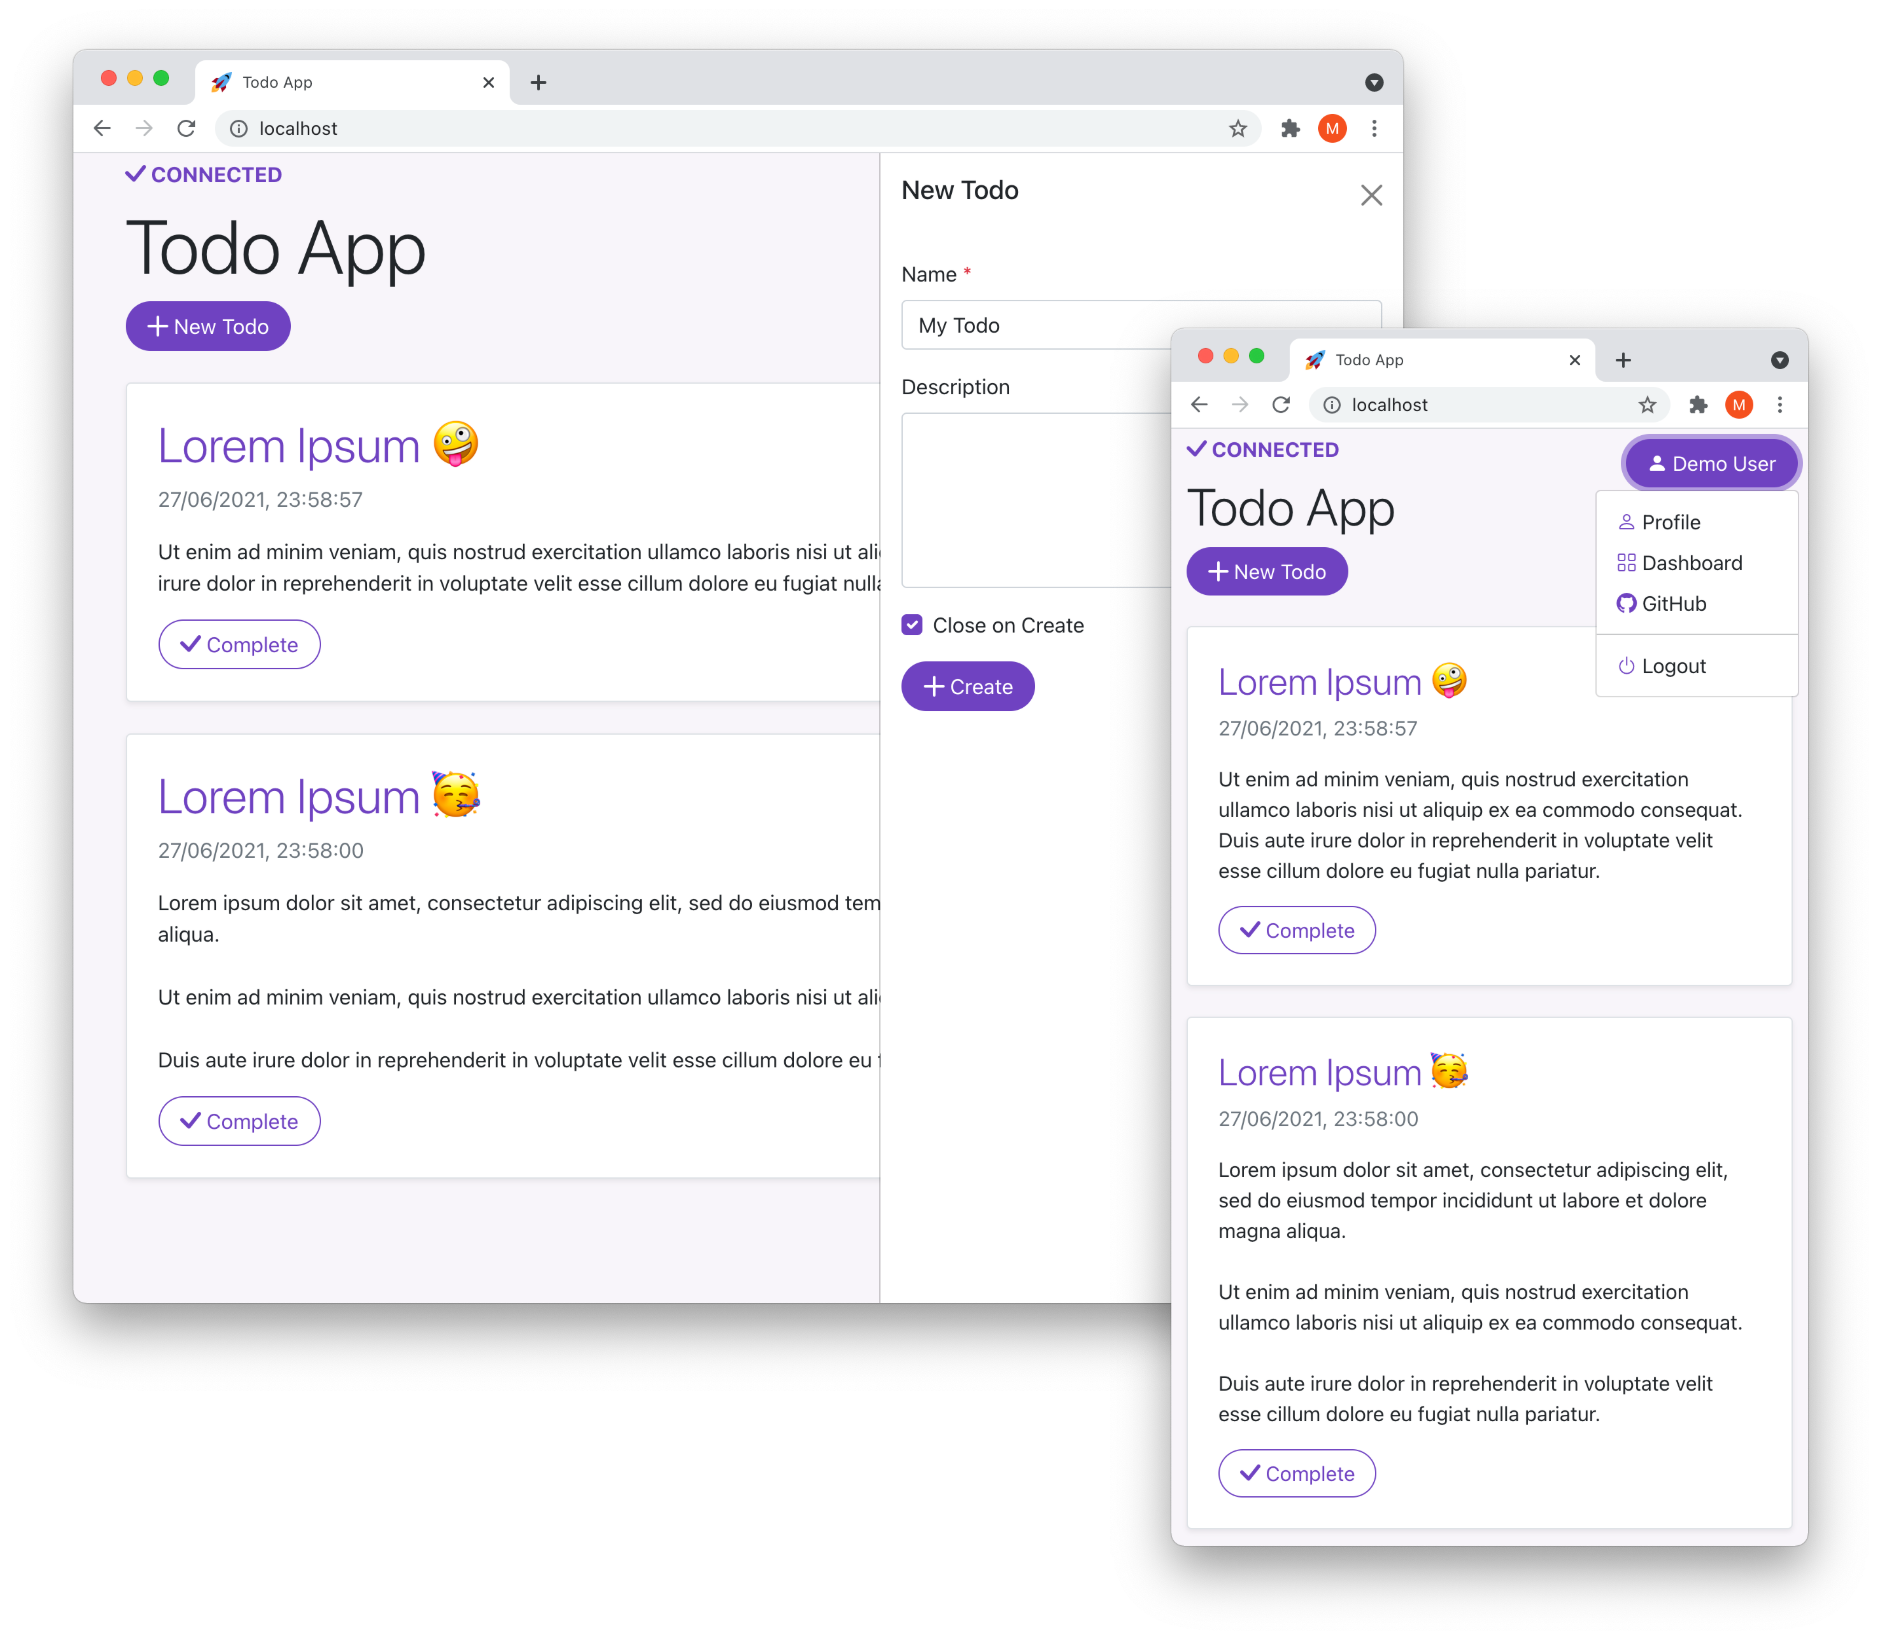 Todo App
localhost
M
CONNECTED
Todo App
New Todo
Lorem Ipsum 🤪
27/06/2021, 23:58:57
Ut enim ad minim veniam, quis nostrud exercitation ullamco laboris nisi ut ali
irure dolor in reprehenderit in voluptate velit esse cillum dolore eu fugiat nulla
Complete
Lorem Ipsum 🥳
27/06/2021, 23:58:00
Lorem ipsum dolor sit amet, consectetur adipiscing elit, sed do eiusmod tem
aliqua.
Ut enim ad minim veniam, quis nostrud exercitation ullamco laboris nisi ut ali
Duis aute irure dolor in reprehenderit in voluptate velit esse cillum dolore eu f
Complete
New Todo
Name *
My Todo
Description
Close on Create
Create
Todo App
localhost
M
CONNECTED
Demo User
Todo App
New Todo
Profile
Dashboard
GitHub
Logout
Lorem Ipsum 🤪
27/06/2021, 23:58:57
Ut enim ad minim veniam, quis nostrud exercitation
ullamco laboris nisi ut aliquip ex ea commodo consequat.
Duis aute irure dolor in reprehenderit in voluptate velit
esse cillum dolore eu fugiat nulla pariatur.
Complete
Lorem Ipsum 🥳
27/06/2021, 23:58:00
Lorem ipsum dolor sit amet, consectetur adipiscing elit,
sed do eiusmod tempor incididunt ut labore et dolore
magna aliqua.
Ut enim ad minim veniam, quis nostrud exercitation
ullamco laboris nisi ut aliquip ex ea commodo consequat.
Duis aute irure dolor in reprehenderit in voluptate velit
esse cillum dolore eu fugiat nulla pariatur.
Complete